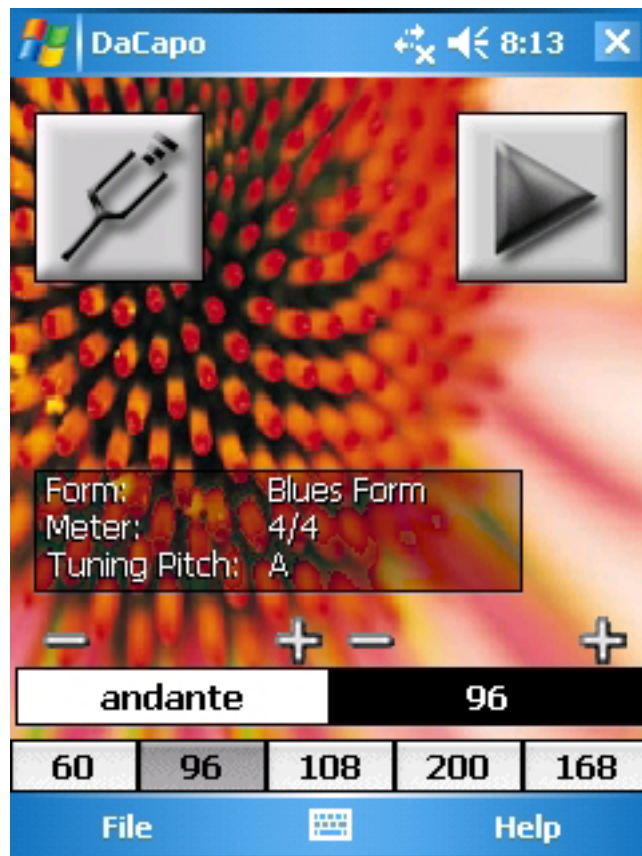 DaCapo 8:13
Form: Blues Form
Meter: 4/4
Tuning Pitch: A
andante 96
60 96 108 200 168
File Help